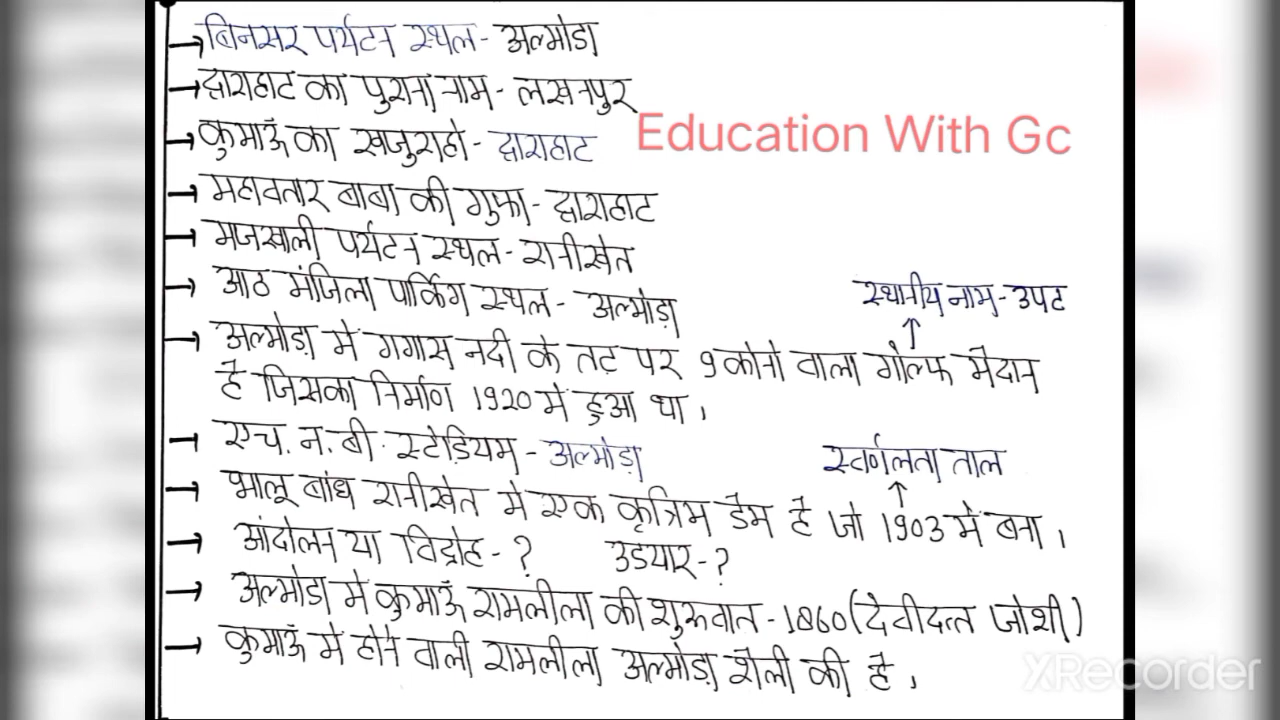 → बिनसर पर्यटन स्थल - अल्मोडा
→ द्वाराहाट का पुराना नाम - लखनपुर
Education With Gc
→ कुमाऊँ का खजुराहो - द्वाराहाट
→ महावतार बाबा की गुफा - द्वाराहाट
→ मजखाली पर्यटन स्थल - रानीखेत
→ आठ मंजिला पार्किंग स्थल - अल्मोड़ा
स्थानीय नाम - उपट
↑
→ अल्मोड़ा मे गगास नदी के तट पर 9 कोनो वाला गोल्फ मैदान
है जिसका निर्माण 1920 मे हुआ था ।
→ एच. न. बी. स्टेडियम - अल्मोड़ा
स्वर्णलता ताल
↑
→ भालू बांध रानीखेत मे एक कृत्रिम डैम है जो 1903 मे बना ।
→ आंदोलन या विद्रोह - ? उडयार - ?
→ अल्मोडा मे कुमाऊँ रामलीला की शुरुवात - 1860 (देवीदत्त जोशी)
→ कुमाऊँ मे होने वाली रामलीला अल्मोड़ा शैली की है ।
XRecorder